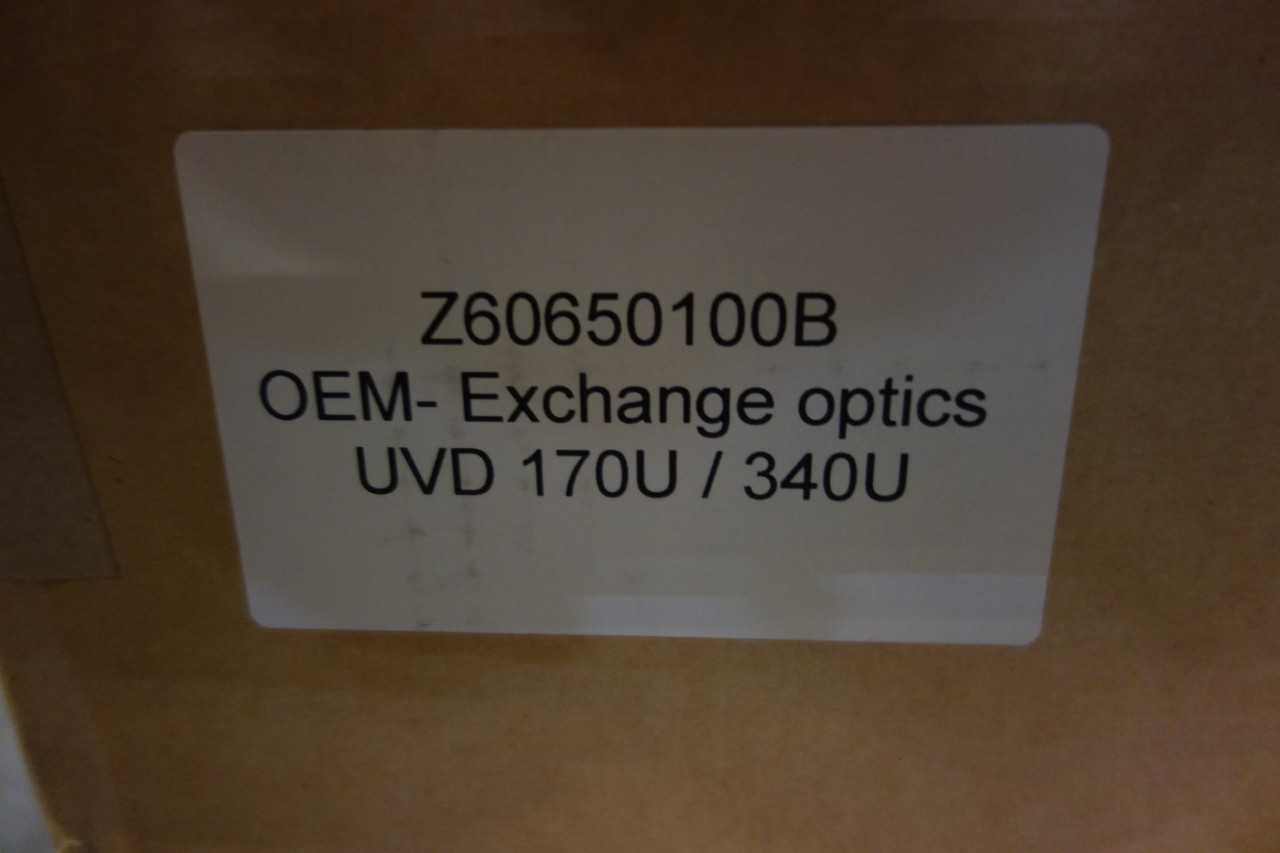 Z60650100B
OEM- Exchange optics
UVD 170U / 340U